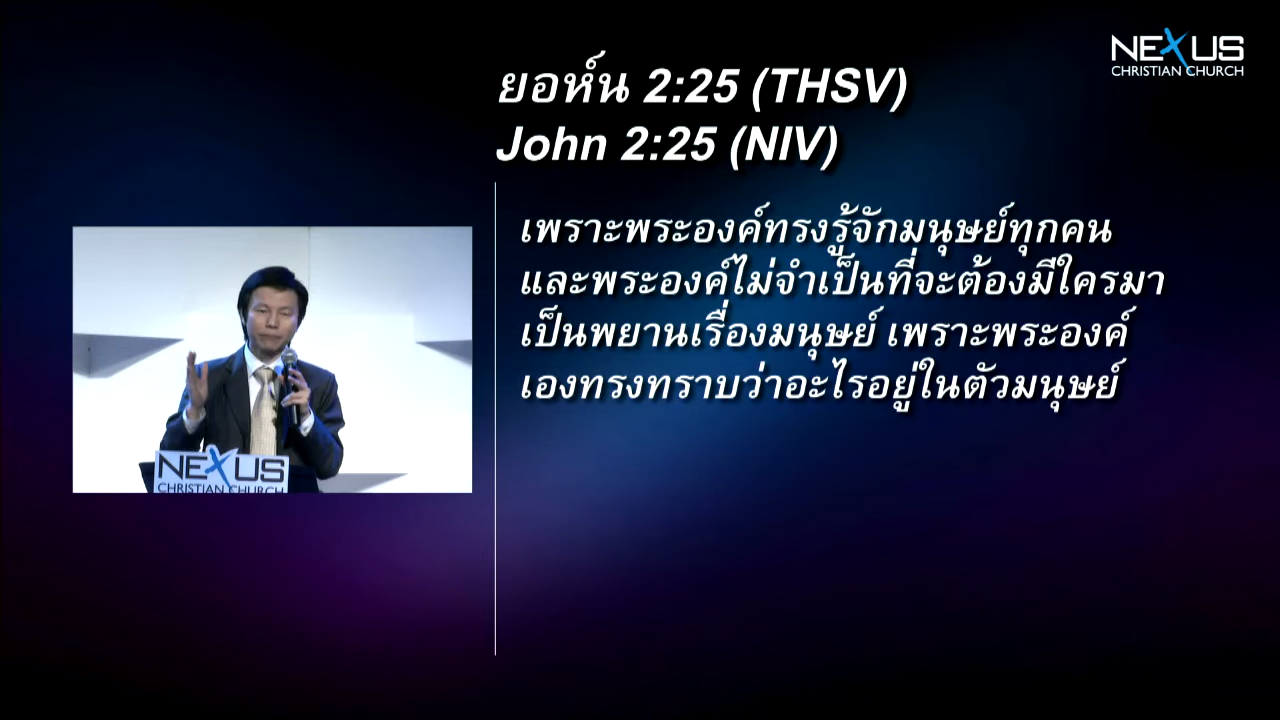 NEXUS
CHRISTIAN CHURCH
ยอห์น 2:25 (THSV)
John 2:25 (NIV)
เพราะพระองค์ทรงรู้จักมนุษย์ทุกคน
และพระองค์ไม่จำเป็นที่จะต้องมีใครมา
เป็นพยานเรื่องมนุษย์ เพราะพระองค์
เองทรงทราบว่าอะไรอยู่ในตัวมนุษย์
NEXUS
CHRISTIAN CHURCH